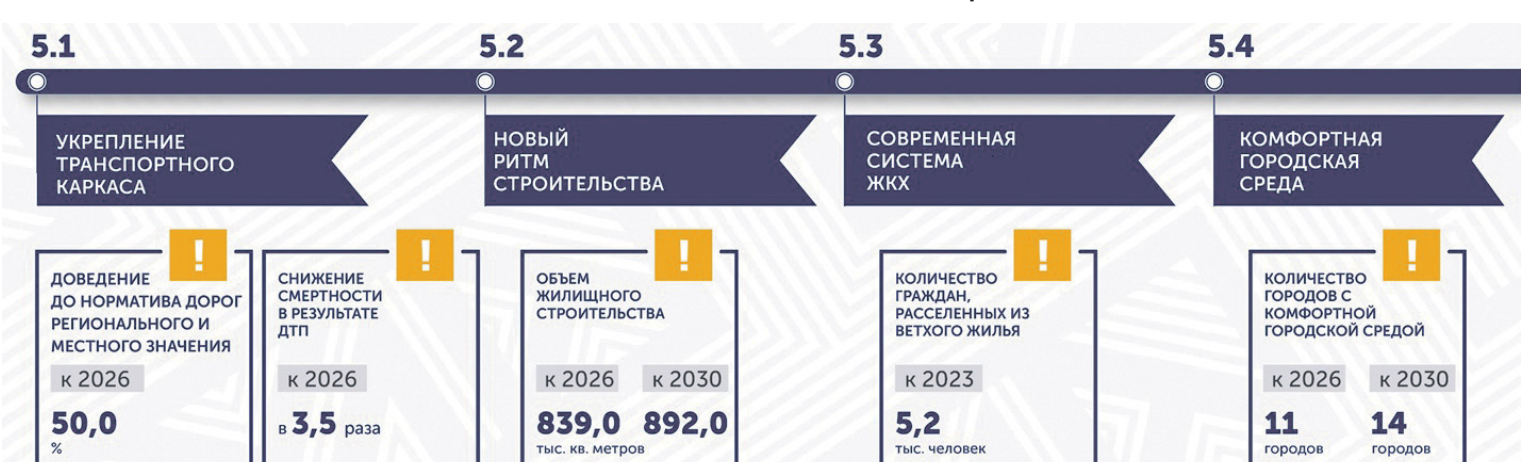 5.1
УКРЕПЛЕНИЕ
ТРАНСПОРТНОГО
КАРКАСА
!
ДОВЕДЕНИЕ
ДО НОРМАТИВА ДОРОГ
РЕГИОНАЛЬНОГО И
МЕСТНОГО ЗНАЧЕНИЯ
к 2026
50,0
%
!
СНИЖЕНИЕ
СМЕРТНОСТИ
В РЕЗУЛЬТАТЕ
ДТП
к 2026
в 3,5 раза
5.2
НОВЫЙ
РИТМ
СТРОИТЕЛЬСТВА
!
ОБЪЕМ
ЖИЛИЩНОГО
СТРОИТЕЛЬСТВА
к 2026 к 2030
839,0 892,0
тыс. кв. метров
5.3
СОВРЕМЕННАЯ
СИСТЕМА
ЖКХ
!
КОЛИЧЕСТВО
ГРАЖДАН,
РАССЕЛЕННЫХ ИЗ
ВЕТХОГО ЖИЛЬЯ
к 2023
5,2
тыс. человек
5.4
КОМФОРТНАЯ
ГОРОДСКАЯ
СРЕДА
!
КОЛИЧЕСТВО
ГОРОДОВ С
КОМФОРТНОЙ
ГОРОДСКОЙ СРЕДОЙ
к 2026 к 2030
11 14
городов городов